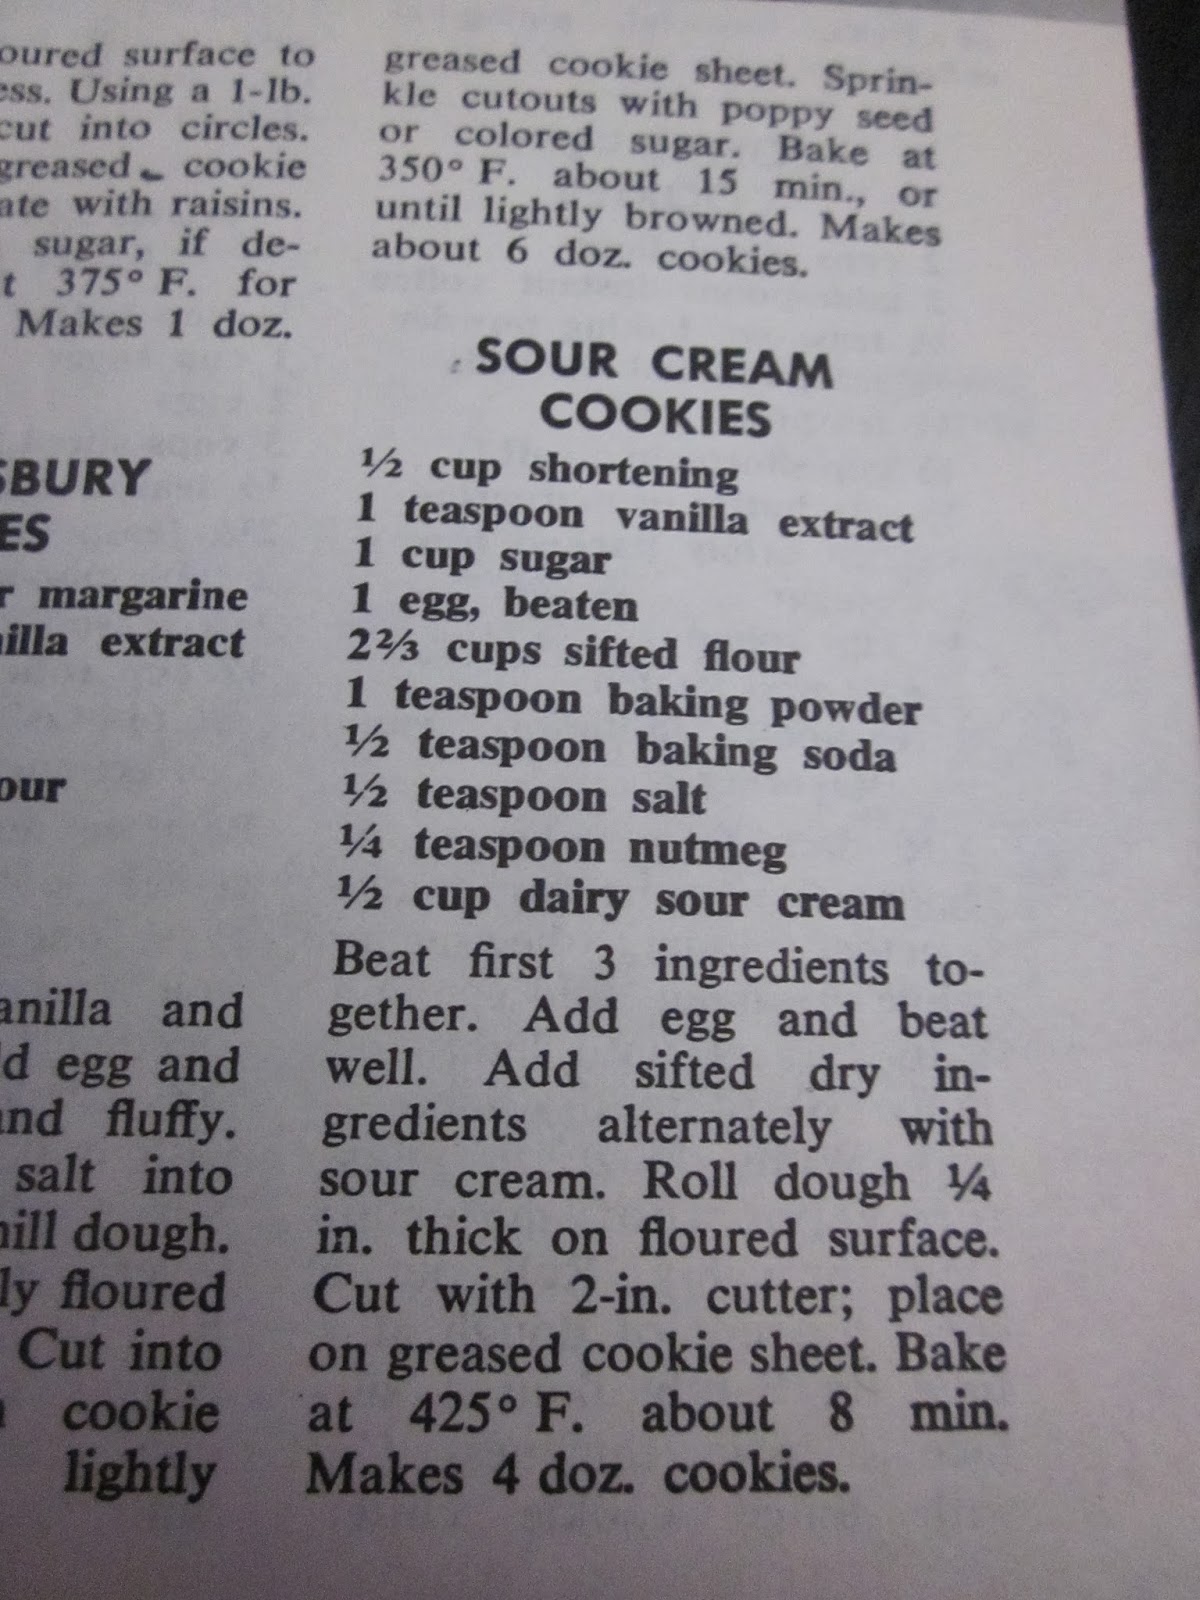 oured surface to
ess. Using a 1-lb.
cut into circles.
greased cookie
ate with raisins.
sugar, if de-
t 375° F. for
Makes 1 doz.
SBURY
ES
r margarine
illa extract
our
anilla and
d egg and
and fluffy.
salt into
hill dough.
ly floured
Cut into
cookie
lightly
greased cookie sheet. Sprin-
kle cutouts with poppy seed
or colored sugar. Bake at
350° F. about 15 min., or
until lightly browned. Makes
about 6 doz. cookies.
SOUR CREAM
COOKIES
½ cup shortening
1 teaspoon vanilla extract
1 cup sugar
1 egg, beaten
2⅔ cups sifted flour
1 teaspoon baking powder
½ teaspoon baking soda
½ teaspoon salt
¼ teaspoon nutmeg
½ cup dairy sour cream
Beat first 3 ingredients to-
gether. Add egg and beat
well. Add sifted dry in-
gredients alternately with
sour cream. Roll dough ¼
in. thick on floured surface.
Cut with 2-in. cutter; place
on greased cookie sheet. Bake
at 425° F. about 8 min.
Makes 4 doz. cookies.